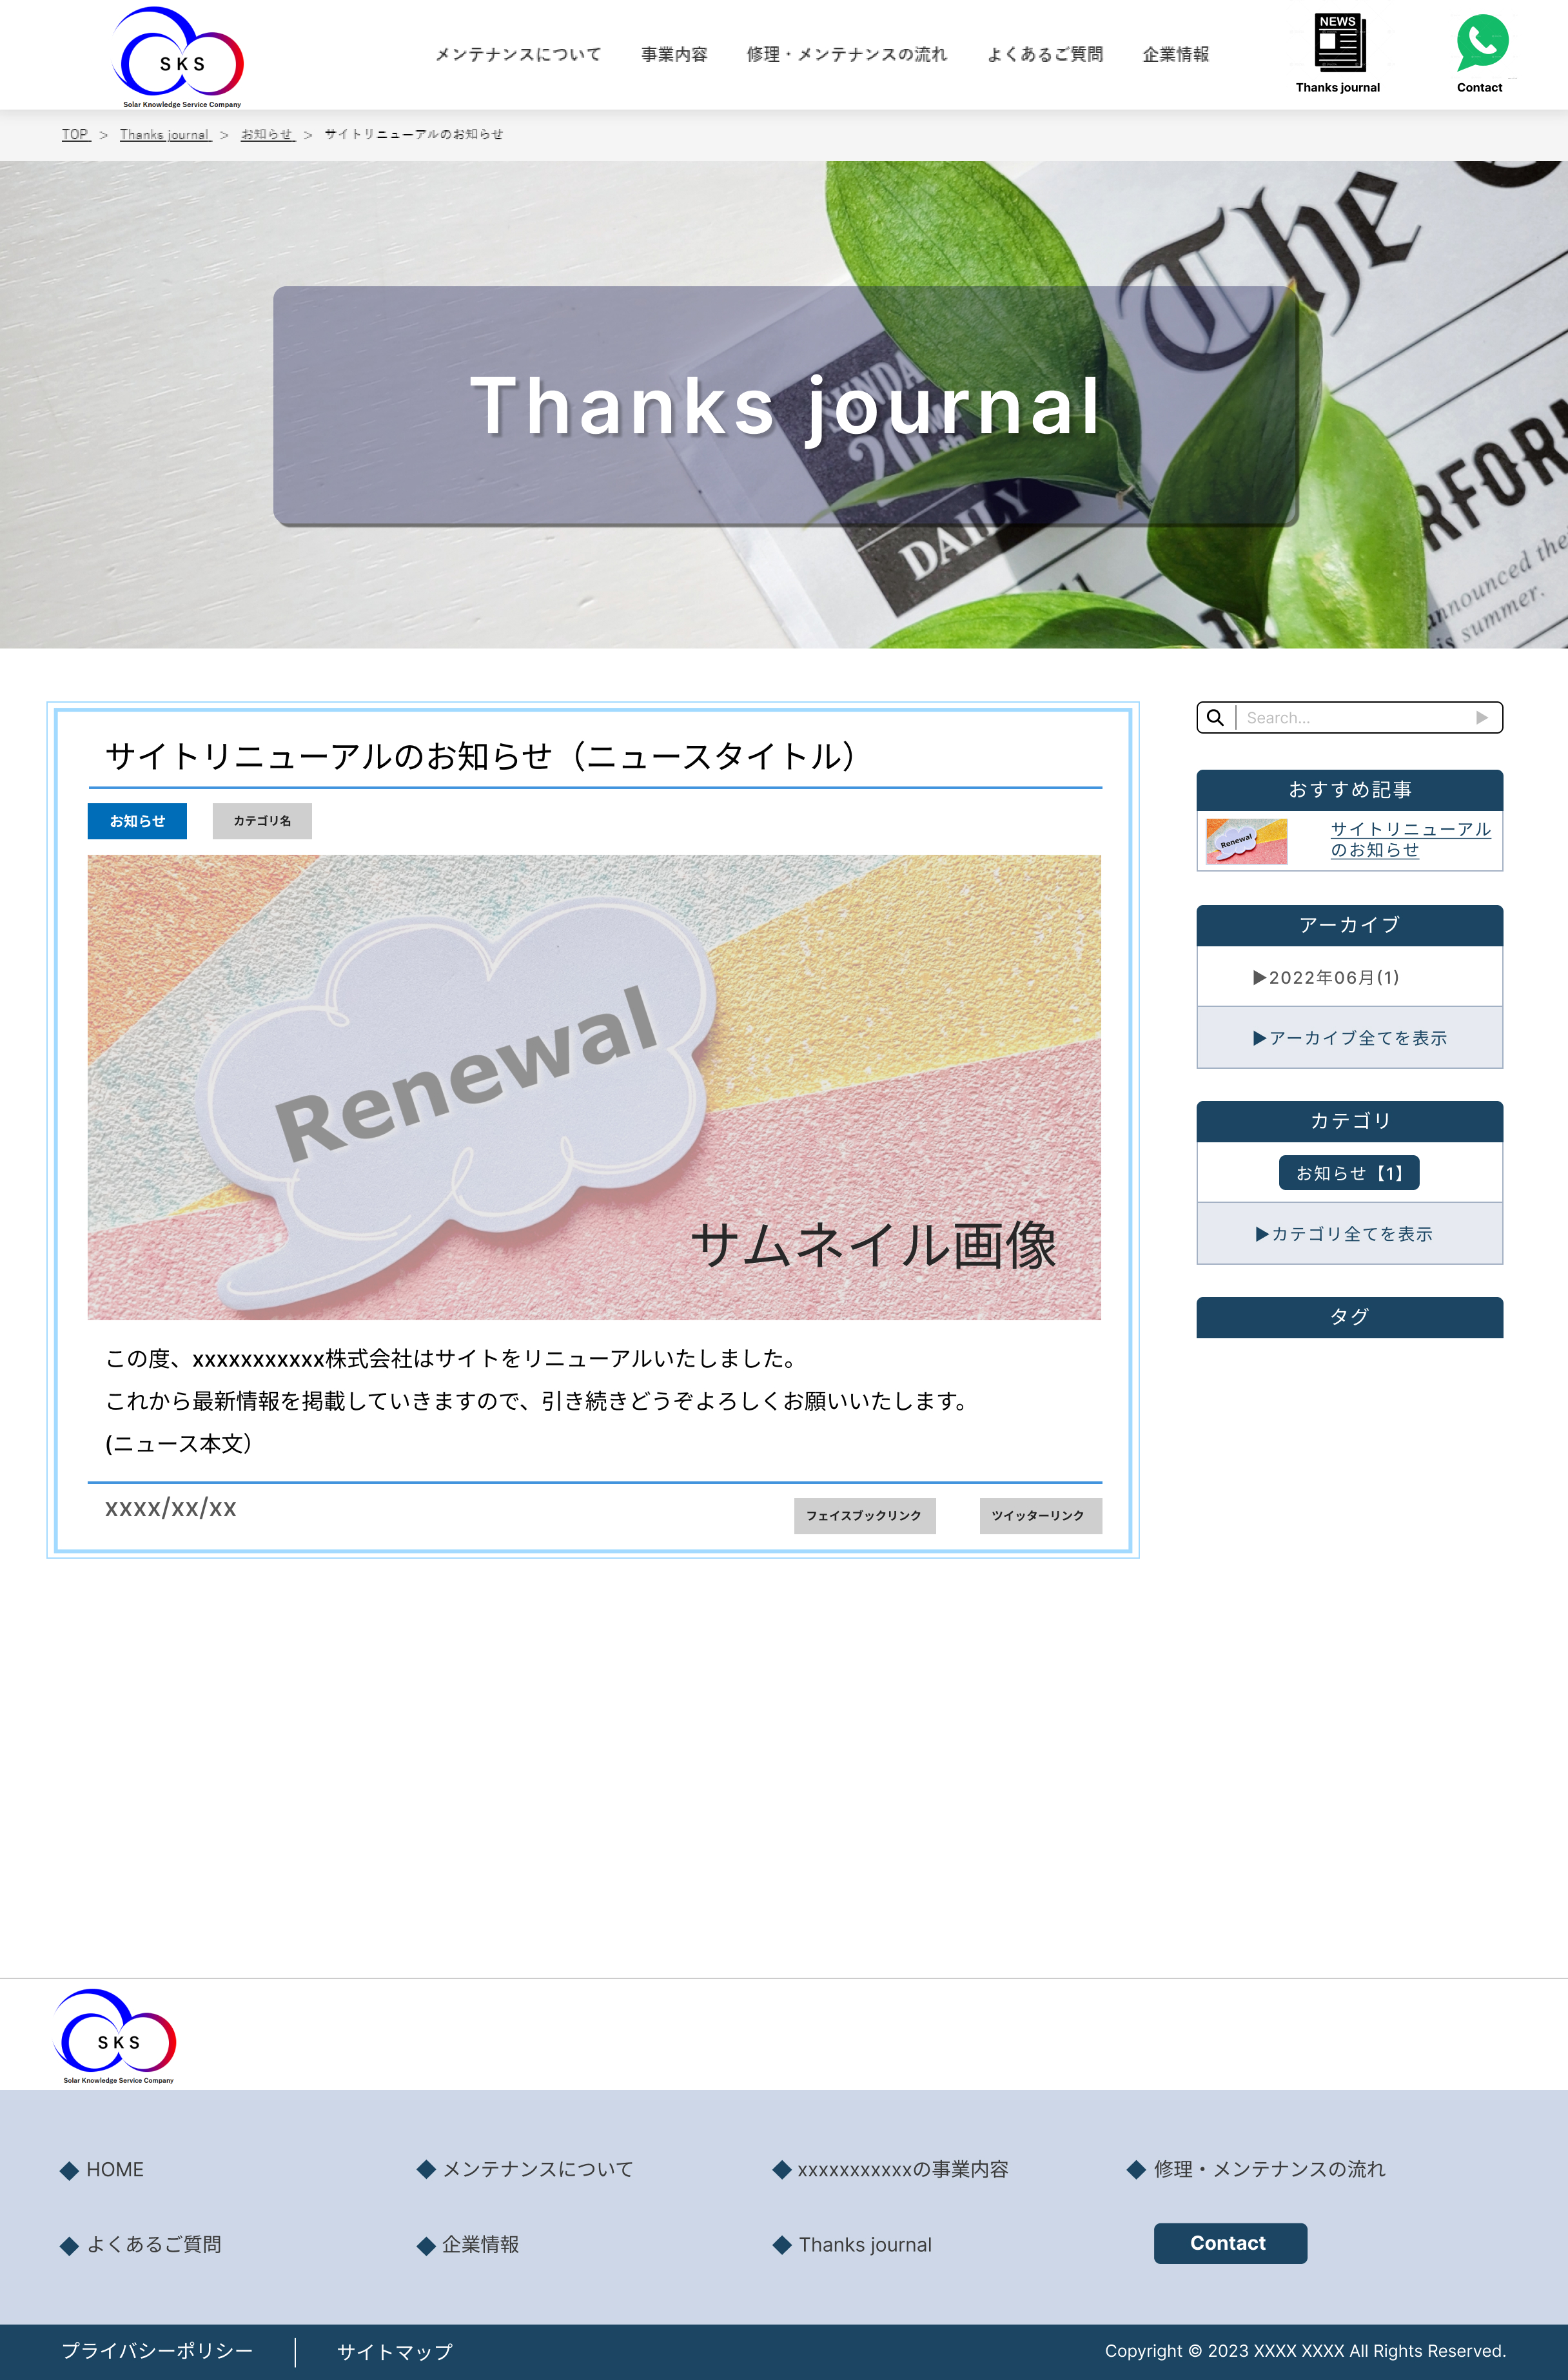 SKS
Solar Knowledge Service Company
メンテナンスについて
事業内容
修理・メンテナンスの流れ
よくあるご質問
企業情報
NEWS
Thanks journal
Contact
TOP > Thanks journal > お知らせ > サイトリニューアルのお知らせ
The
Thanks journal
20th
DAILY
announced the
is summer.
サイトリニューアルのお知らせ（ニュースタイトル）
お知らせ
カテゴリ名
Renewal
サムネイル画像
この度、xxxxxxxxxxx株式会社はサイトをリニューアルいたしました。
これから最新情報を掲載していきますので、引き続きどうぞよろしくお願いいたします。
(ニュース本文）
xxxx/xx/xx
フェイスブックリンク
ツイッターリンク
Search...
おすすめ記事
Renewal
サイトリニューアル
のお知らせ
アーカイブ
▶2022年06月(1)
▶アーカイブ全てを表示
カテゴリ
お知らせ【1】
▶カテゴリ全てを表示
タグ
SKS
Solar Knowledge Service Company
◆ HOME
◆ メンテナンスについて
◆ xxxxxxxxxxxの事業内容
◆ 修理・メンテナンスの流れ
◆ よくあるご質問
◆ 企業情報
◆ Thanks journal
Contact
プライバシーポリシー
サイトマップ
Copyright © 2023 XXXX XXXX All Rights Reserved.